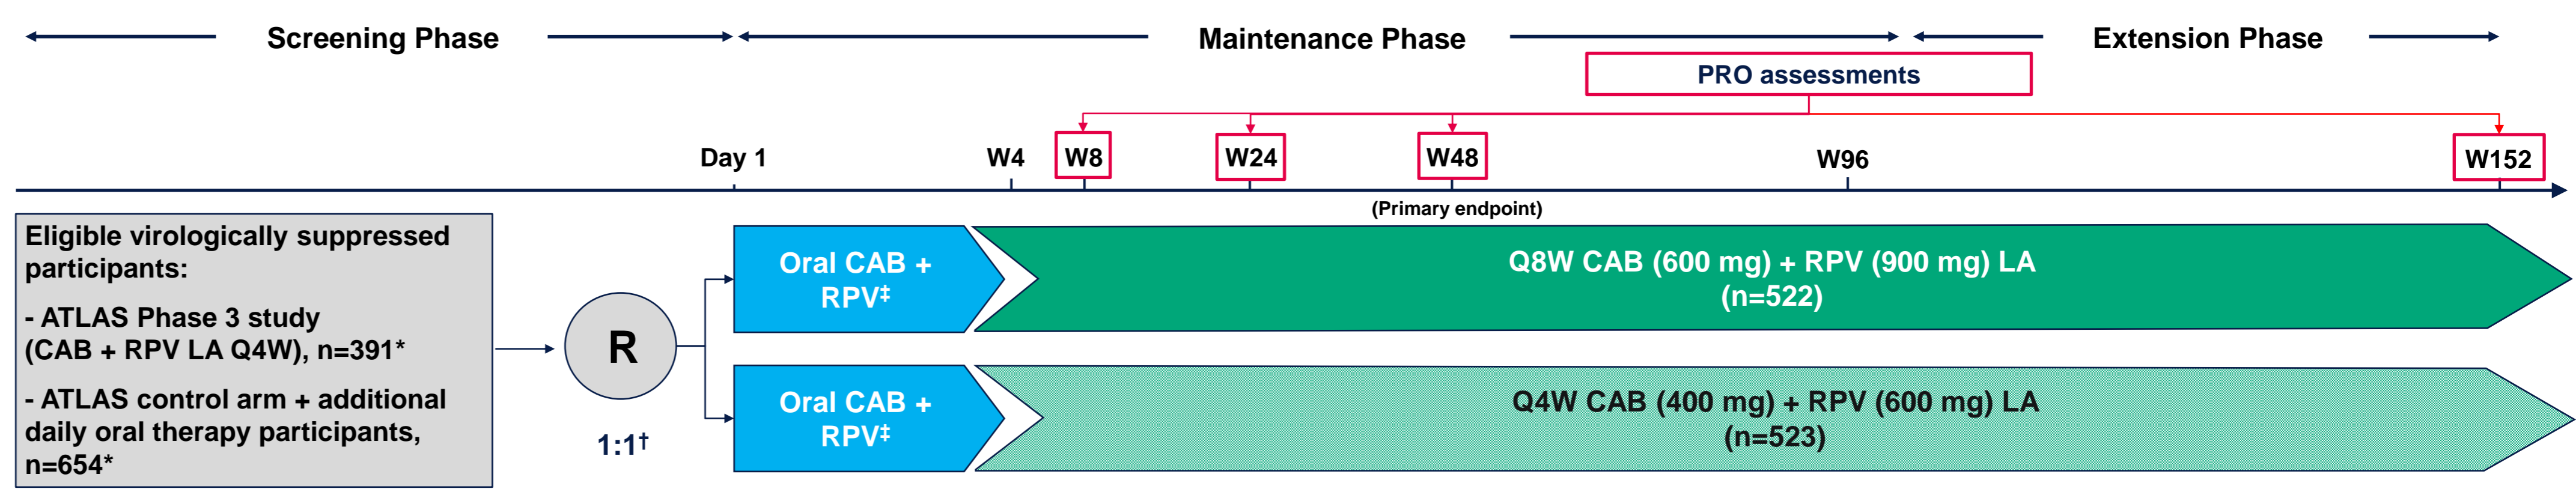 Screening Phase
Maintenance Phase
Extension Phase
PRO assessments
Day 1
W4
W8
W24
W48
W96
W152
(Primary endpoint)
Eligible virologically suppressed
participants:
- ATLAS Phase 3 study
(CAB + RPV LA Q4W), n=391*
- ATLAS control arm + additional
daily oral therapy participants,
n=654*
R
1:1†
Oral CAB +
RPV‡
Q8W CAB (600 mg) + RPV (900 mg) LA
(n=522)
Oral CAB +
RPV‡
Q4W CAB (400 mg) + RPV (600 mg) LA
(n=523)